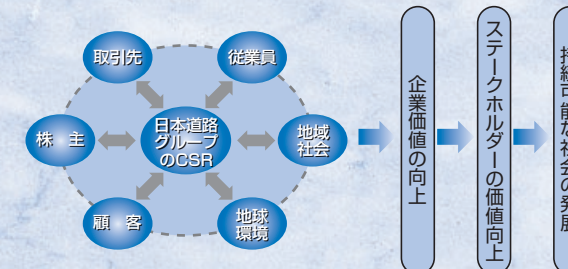 取引先
従業員
株 主
日本道路
グループ
のCSR
地域
社会
顧 客
地球
環境
企業価値の向上
ステークホルダーの価値向上
持続可能な社会の発展